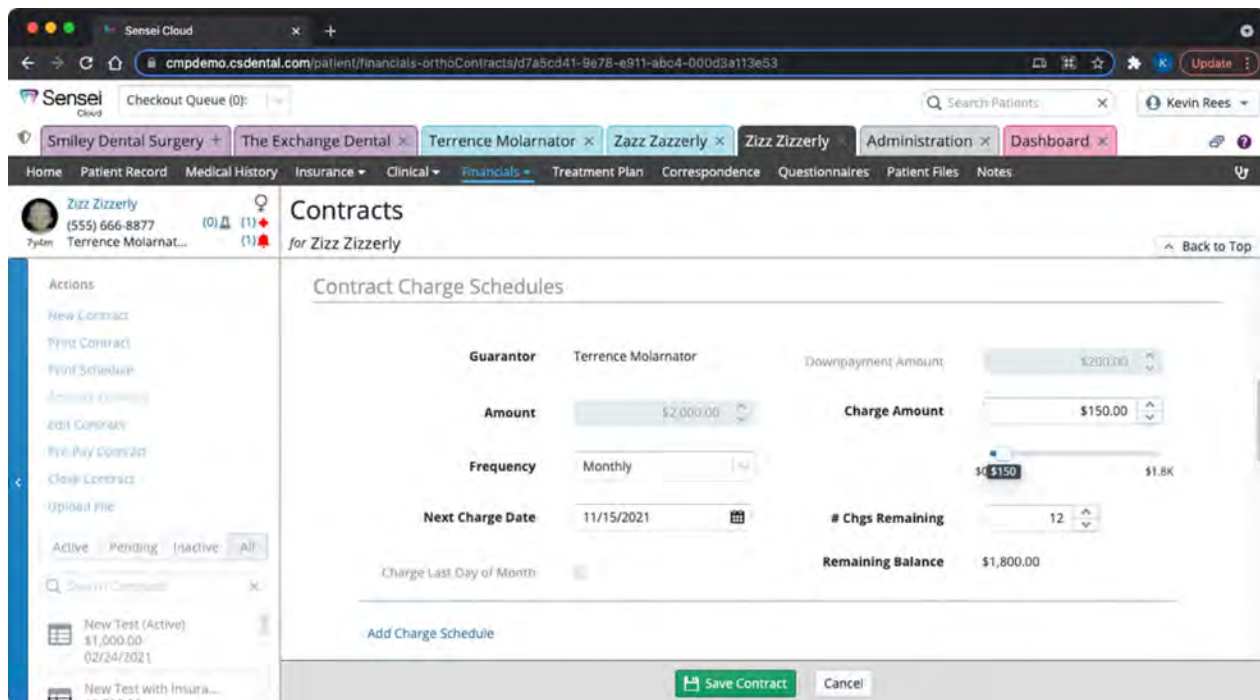 Sensei Cloud × +
cmpdemo.csdental.com/patient/financials-orthoContracts/d7a5cd41-9e78-e911-abc4-000d3a113e53 K Update
Sensei Cloud Checkout Queue (0): Search Patients × Kevin Rees
Smiley Dental Surgery + The Exchange Dental × Terrence Molarnator × Zazz Zazzerly × Zizz Zizzerly Administration × Dashboard ×
Home Patient Record Medical History Insurance Clinical Financials Treatment Plan Correspondence Questionnaires Patient Files Notes
Zizz Zizzerly
(555) 666-8877 (0) (1)
7y4m Terrence Molarnat... (1)
Contracts
for Zizz Zizzerly
Back to Top
Actions
New Contract
Print Contract
Print Schedule
Edit Contract
Pre-Pay Contract
Close Contract
Upload File
Active Pending Inactive All
Search Contracts ×
New Test (Active)
$1,000.00
02/24/2021
New Test with Insura...
Contract Charge Schedules
Guarantor Terrence Molarnator Downpayment Amount $200.00
Amount $2,000.00 Charge Amount $150.00
Frequency Monthly $150 $1.8K
Next Charge Date 11/15/2021 # Chgs Remaining 12
Charge Last Day of Month Remaining Balance $1,800.00
Add Charge Schedule
Save Contract Cancel